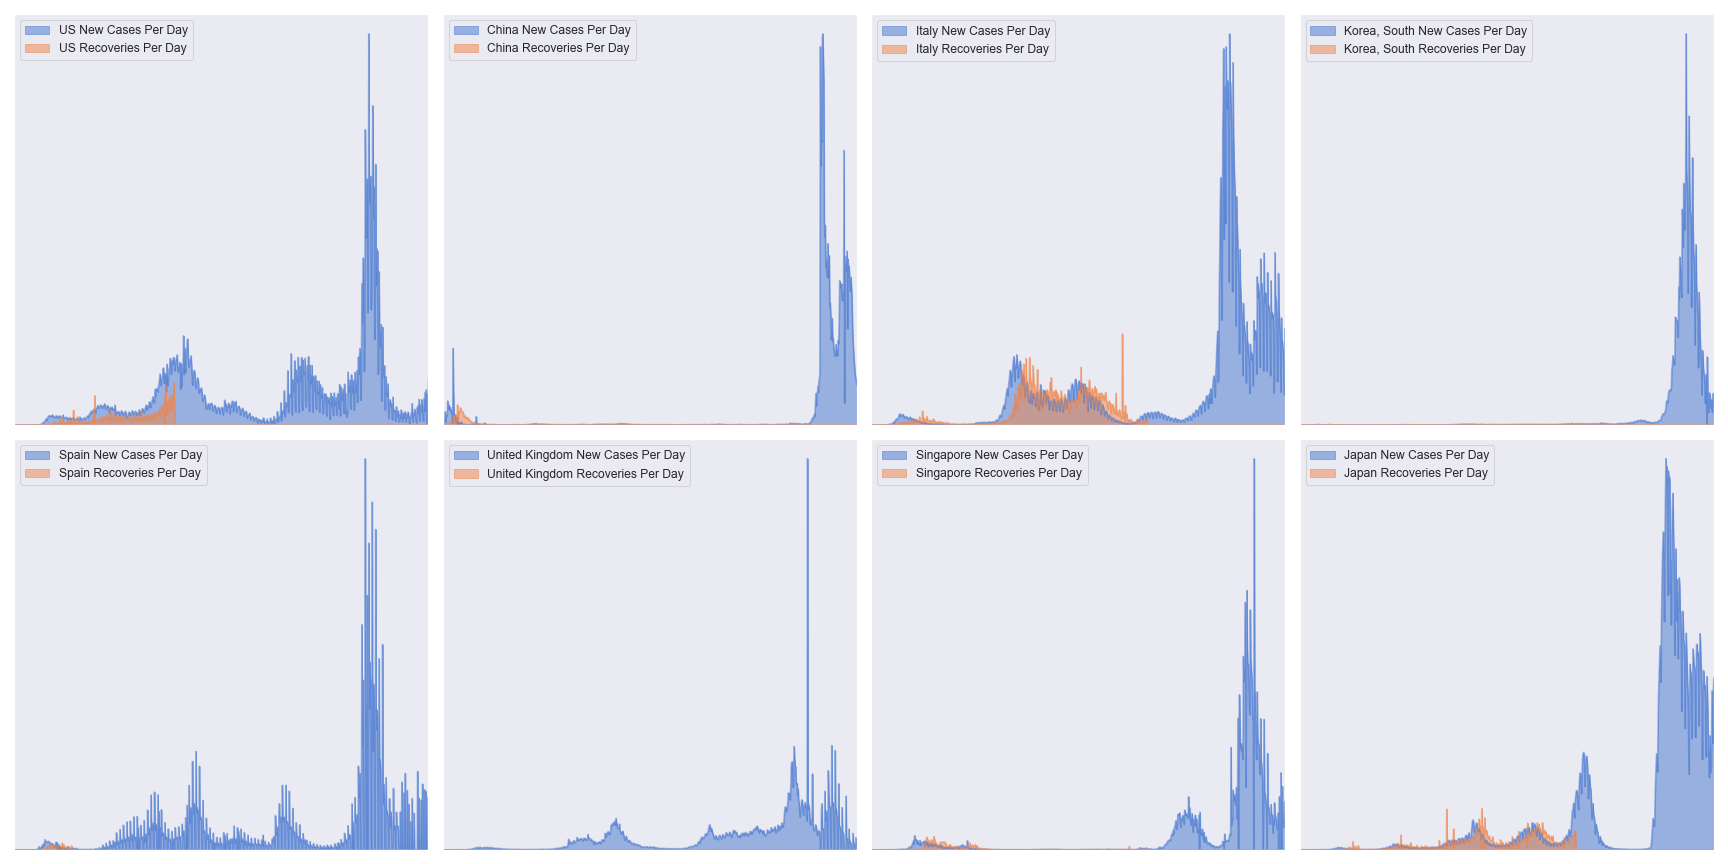 US New Cases Per Day
US Recoveries Per Day
China New Cases Per Day
China Recoveries Per Day
Italy New Cases Per Day
Italy Recoveries Per Day
Korea, South New Cases Per Day
Korea, South Recoveries Per Day
Spain New Cases Per Day
Spain Recoveries Per Day
United Kingdom New Cases Per Day
United Kingdom Recoveries Per Day
Singapore New Cases Per Day
Singapore Recoveries Per Day
Japan New Cases Per Day
Japan Recoveries Per Day